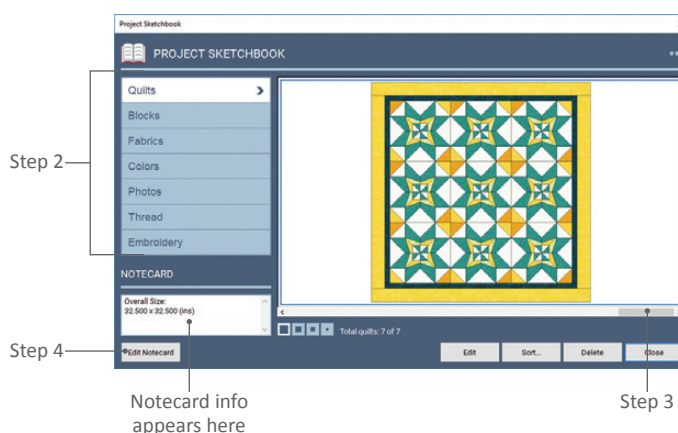 Project Sketchbook
PROJECT SKETCHBOOK
Quilts
Blocks
Fabrics
Colors
Photos
Thread
Embroidery
Step 2
NOTECARD
Overall Size:
32.500 x 32.500 (ins)
Total quilts: 7 of 7
Step 4
Edit Notecard
Edit
Sort...
Delete
Close
Notecard info
appears here
Step 3